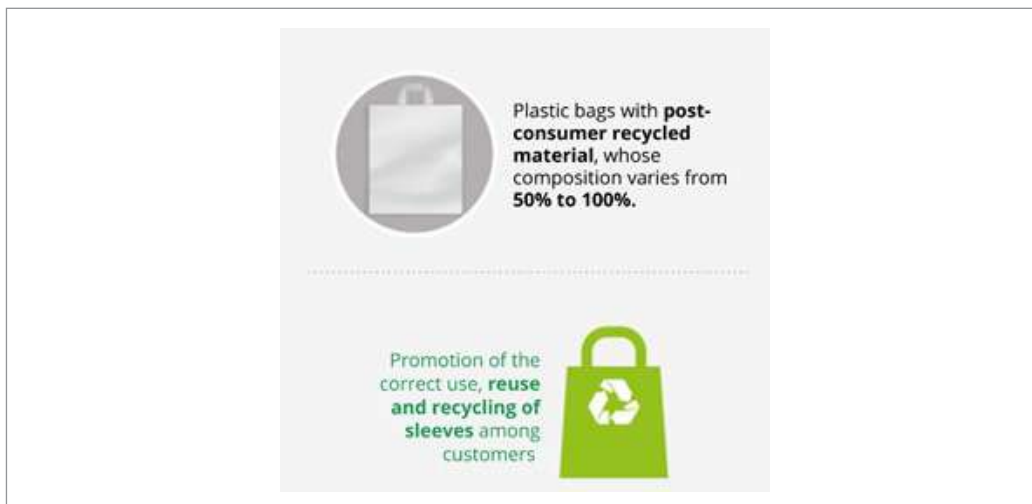 Plastic bags with post-
consumer recycled
material, whose
composition varies from
50% to 100%.
Promotion of the
correct use, reuse
and recycling of
sleeves among
customers